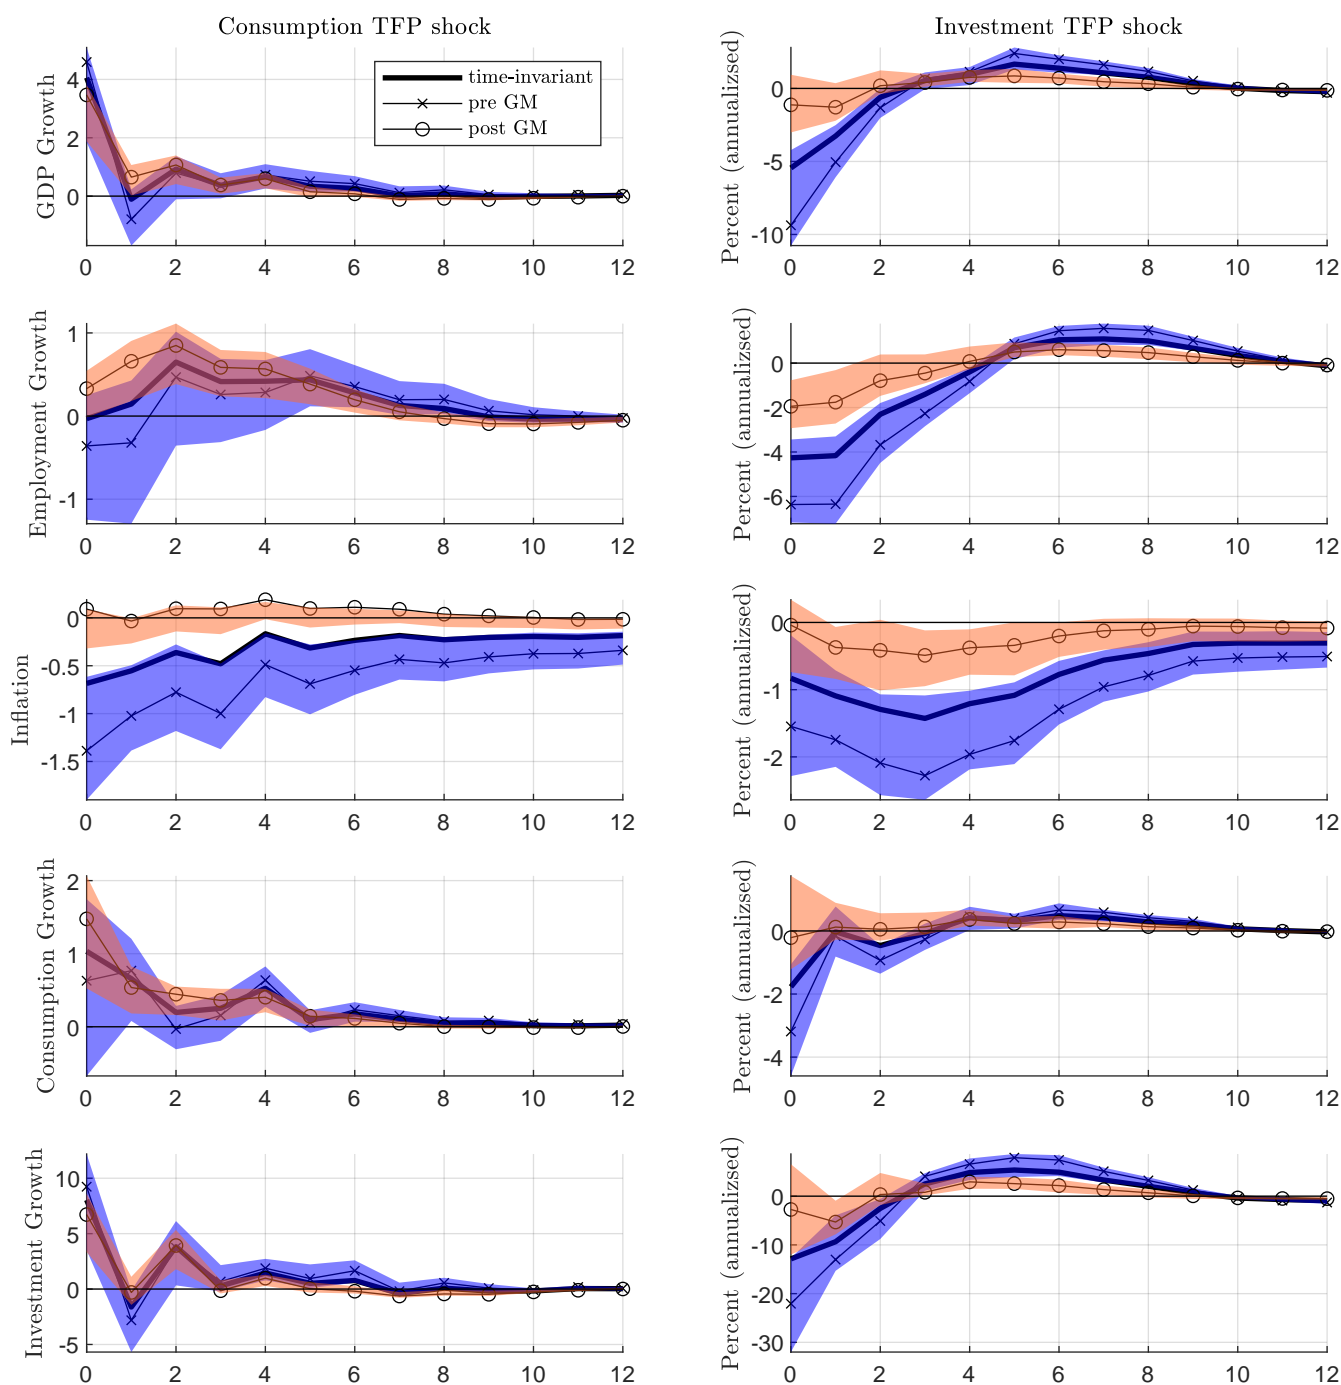 Consumption TFP shock
Investment TFP shock
GDP Growth
4
2
0
time-invariant
pre GM
post GM
0 2 4 6 8 10 12
Percent (annualizsed)
0
-5
-10
0 2 4 6 8 10 12
Employment Growth
1
0
-1
0 2 4 6 8 10 12
Percent (annualizsed)
0
-2
-4
-6
0 2 4 6 8 10 12
Inflation
0
-0.5
-1
-1.5
0 2 4 6 8 10 12
Percent (annualizsed)
0
-1
-2
0 2 4 6 8 10 12
Consumption Growth
2
1
0
0 2 4 6 8 10 12
Percent (annualizsed)
0
-2
-4
0 2 4 6 8 10 12
Investment Growth
10
5
0
-5
0 2 4 6 8 10 12
Percent (annualizsed)
0
-10
-20
-30
0 2 4 6 8 10 12